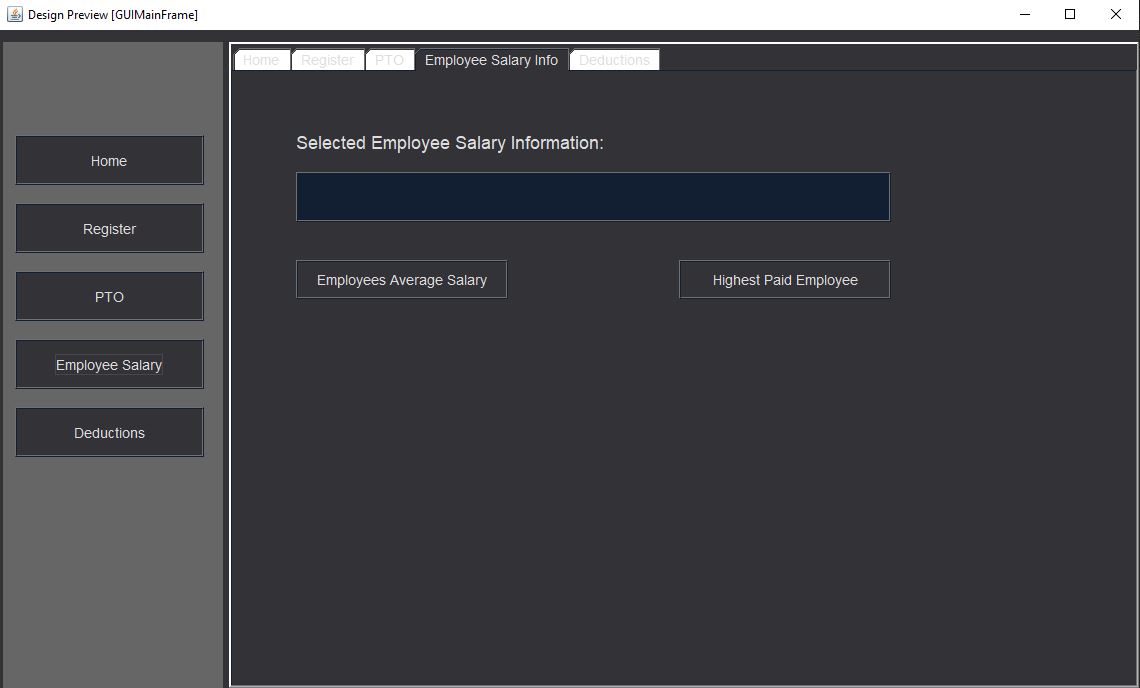 Design Preview [GUIMainFrame]
Home Register PTO Employee Salary Info Deductions
Home
Register
PTO
Employee Salary
Deductions
Selected Employee Salary Information:
Employees Average Salary Highest Paid Employee